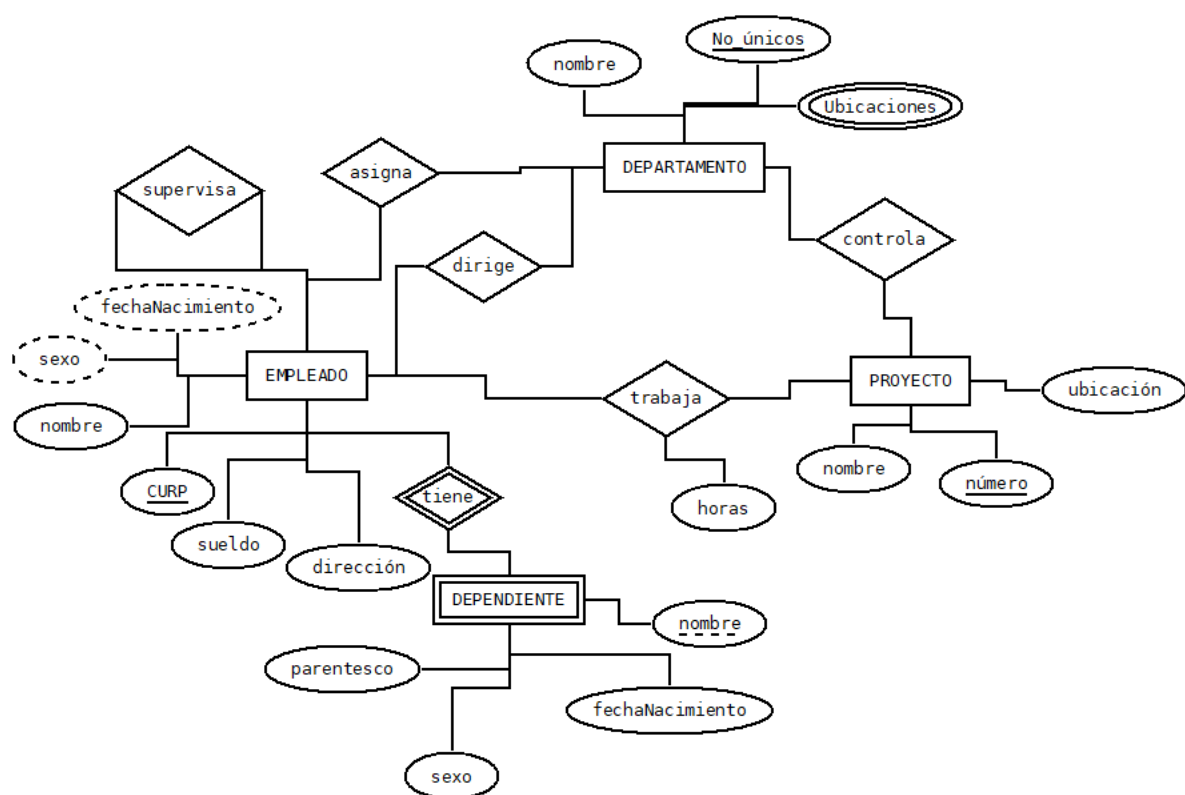 No_únicos
nombre
Ubicaciones
DEPARTAMENTO
asigna
supervisa
controla
dirige
fechaNacimiento
sexo
EMPLEADO
PROYECTO
ubicación
trabaja
nombre
nombre
número
CURP
tiene
horas
sueldo
dirección
DEPENDIENTE
nombre
parentesco
fechaNacimiento
sexo